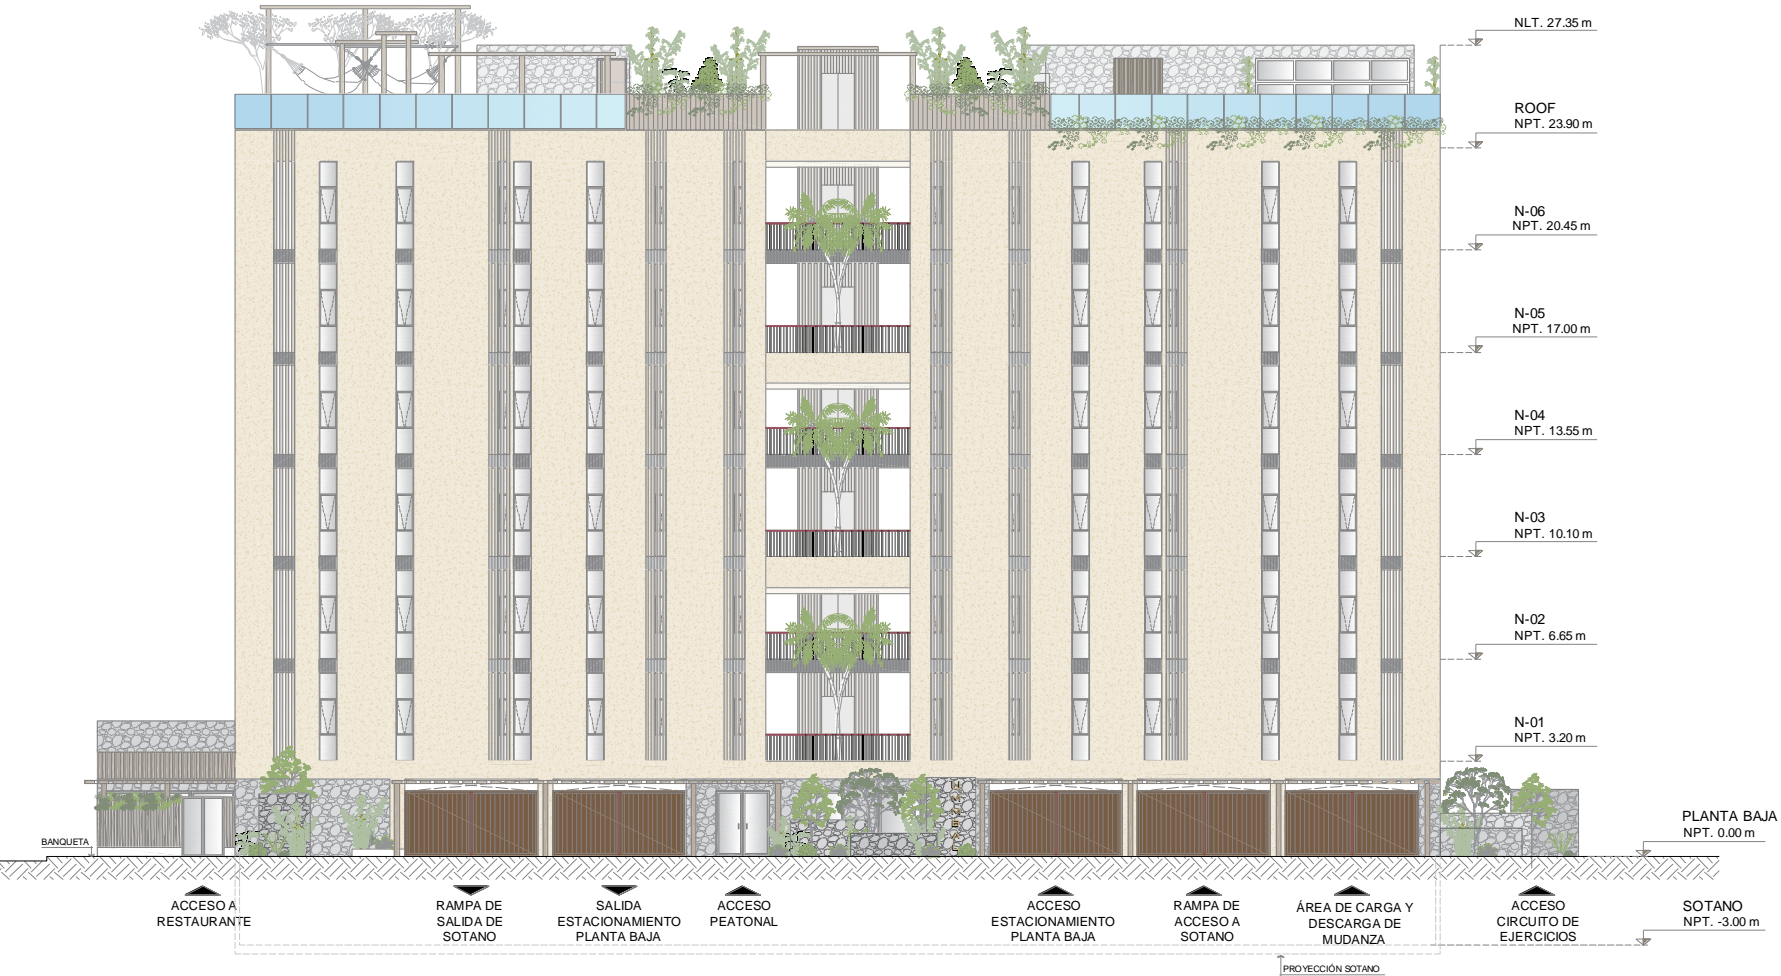 NLT. 27.35 m
ROOF
NPT. 23.90 m
N-06
NPT. 20.45 m
N-05
NPT. 17.00 m
N-04
NPT. 13.55 m
N-03
NPT. 10.10 m
N-02
NPT. 6.65 m
N-01
NPT. 3.20 m
PLANTA BAJA
NPT. 0.00 m
BANQUETA
ACCESO A
RESTAURANTE
RAMPA DE
SALIDA DE
SOTANO
SALIDA
ESTACIONAMIENTO
PLANTA BAJA
ACCESO
PEATONAL
ACCESO
ESTACIONAMIENTO
PLANTA BAJA
RAMPA DE
ACCESO A
SOTANO
ÁREA DE CARGA Y
DESCARGA DE
MUDANZA
ACCESO
CIRCUITO DE
EJERCICIOS
SOTANO
NPT. -3.00 m
PROYECCIÓN SOTANO